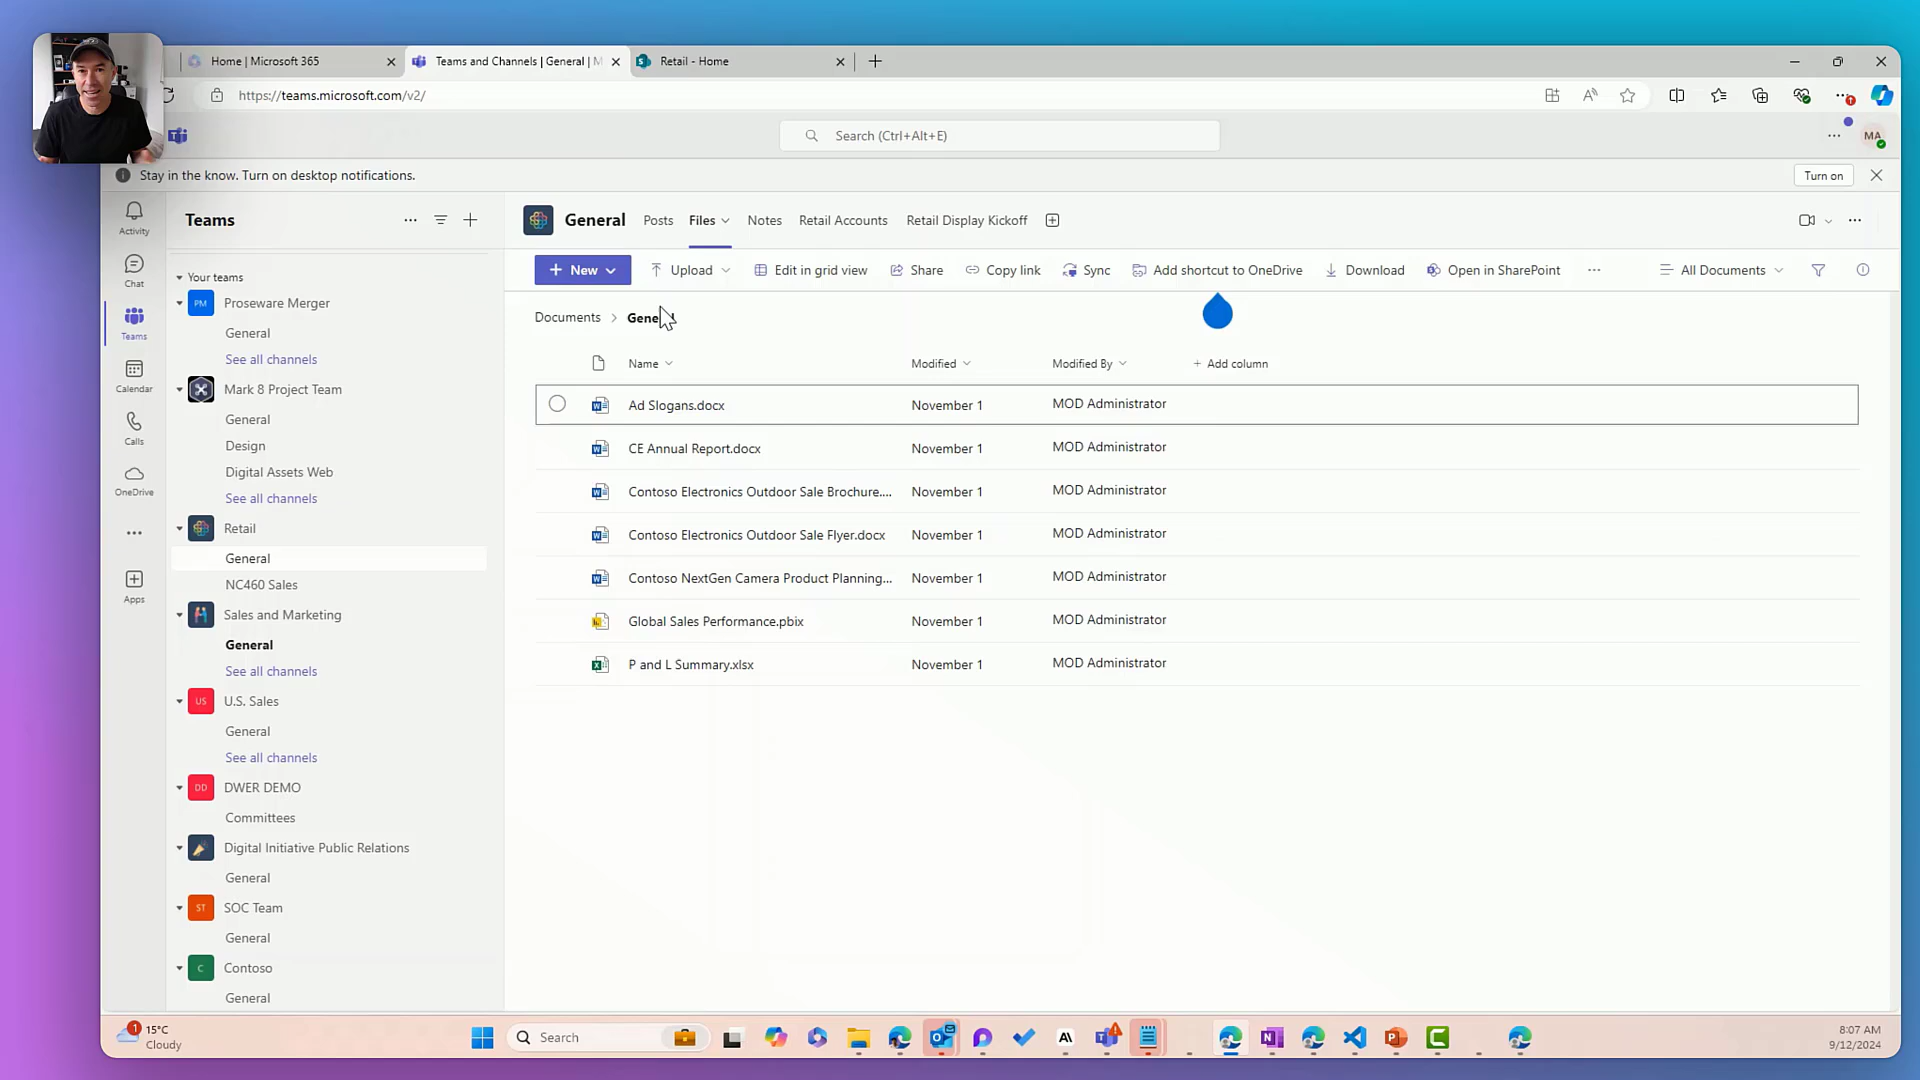 Home | Microsoft 365
Teams and Channels | General | M
Retail - Home
https://teams.microsoft.com/v2/
Search (Ctrl+Alt+E)
MA
Stay in the know. Turn on desktop notifications.
Turn on
Activity
Chat
Teams
Calendar
Calls
OneDrive
Apps
Teams
Your teams
PM Proseware Merger
General
See all channels
Mark 8 Project Team
General
Design
Digital Assets Web
See all channels
Retail
General
NC460 Sales
Sales and Marketing
General
See all channels
US U.S. Sales
General
See all channels
DD DWER DEMO
Committees
Digital Initiative Public Relations
General
ST SOC Team
General
C Contoso
General
General Posts Files Notes Retail Accounts Retail Display Kickoff
New Upload Edit in grid view Share Copy link Sync Add shortcut to OneDrive Download Open in SharePoint ... All Documents
Documents > General
Name Modified Modified By + Add column
Ad Slogans.docx November 1 MOD Administrator
CE Annual Report.docx November 1 MOD Administrator
Contoso Electronics Outdoor Sale Brochure.... November 1 MOD Administrator
Contoso Electronics Outdoor Sale Flyer.docx November 1 MOD Administrator
Contoso NextGen Camera Product Planning... November 1 MOD Administrator
Global Sales Performance.pbix November 1 MOD Administrator
P and L Summary.xlsx November 1 MOD Administrator
1 15°C
Cloudy
Search
8:07 AM
9/12/2024